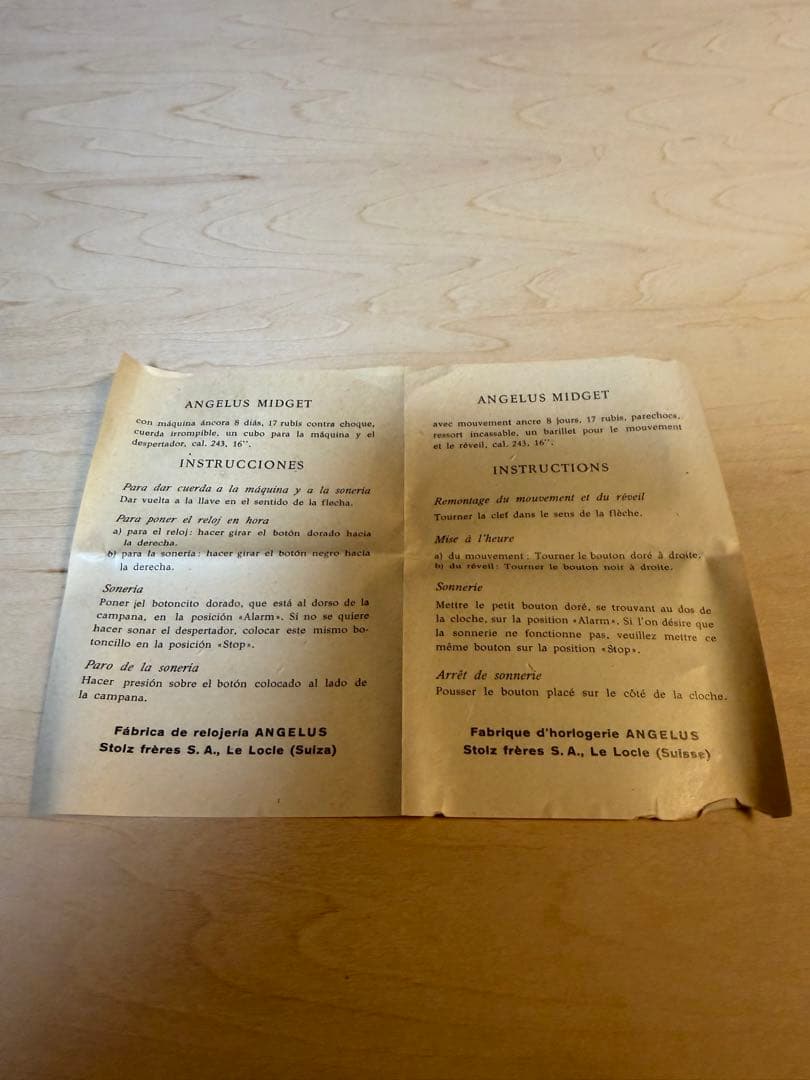 ANGELUS MIDGET
con máquina áncora 8 diás, 17 rubís contra choque,
cuerda irrompible, un cubo para la máquina y el
despertador, cal. 243, 16''.
INSTRUCCIONES
Para dar cuerda a la máquina y a la sonería
Dar vuelta a la llave en el sentido de la flecha.
Para poner el reloj en hora
a) para el reloj: hacer girar el botón dorado hacia
la derecha.
b) para la sonería: hacer girar el botón negro hacia
la derecha.
Sonería
Poner ¡el botoncito dorado, que está al dorso de la
campana, en la posición «Alarm». Si no se quiere
hacer sonar el despertador, colocar este mismo bo-
toncillo en la posición «Stop».
Paro de la sonería
Hacer presión sobre el botón colocado al lado de
la campana.
Fábrica de relojería ANGELUS
Stolz frères S.A., Le Locle (Suiza)
ANGELUS MIDGET
avec mouvement ancre 8 jours, 17 rubis, parechocs,
ressort incassable, un barillet pour le mouvement
et le réveil, cal. 243, 16''.
INSTRUCTIONS
Remontage du mouvement et du réveil
Tourner la clef dans le sens de la flèche.
Mise à l'heure
a) du mouvement: Tourner le bouton doré à droite.
b) du réveil: Tourner le bouton noir à droite.
Sonnerie
Mettre le petit bouton doré, se trouvant au dos de
la cloche, sur la position «Alarm». Si l'on désire que
la sonnerie ne fonctionne pas, veuillez mettre ce
même bouton sur la position «Stop».
Arrêt de sonnerie
Pousser le bouton placé sur le côté de la cloche.
Fabrique d'horlogerie ANGELUS
Stolz frères S.A., Le Locle (Suisse)